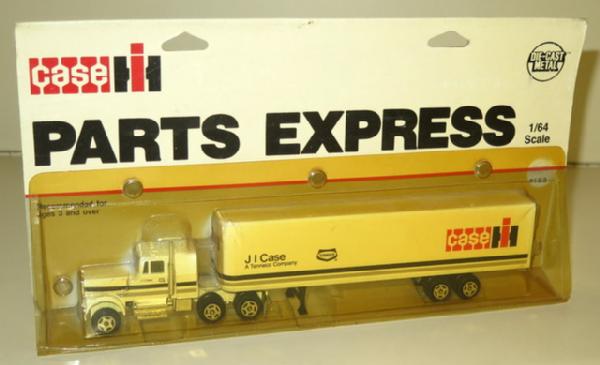 case IH
DIE-CAST
METAL
PARTS EXPRESS
1/64
Scale
Recommended for
Ages 3 and over
J I Case
A Tenneco Company
case IH